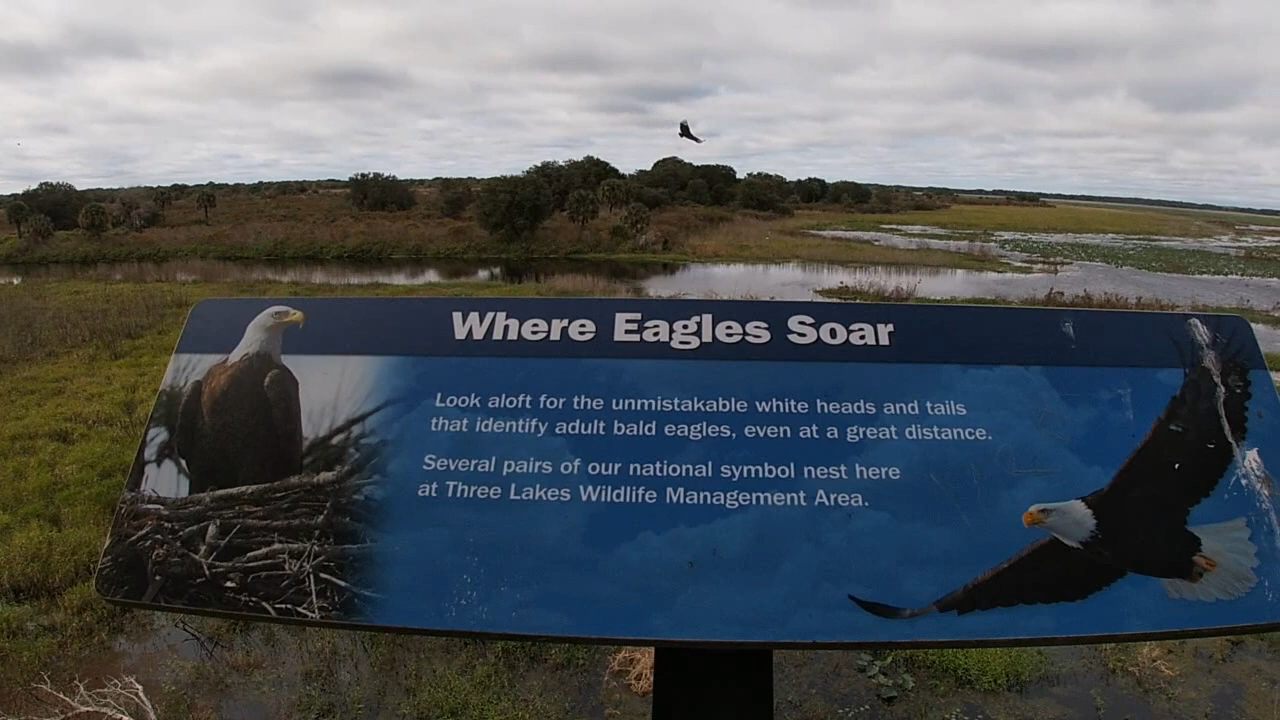 Where Eagles Soar
Look aloft for the unmistakable white heads and tails
that identify adult bald eagles, even at a great distance.
Several pairs of our national symbol nest here
at Three Lakes Wildlife Management Area.